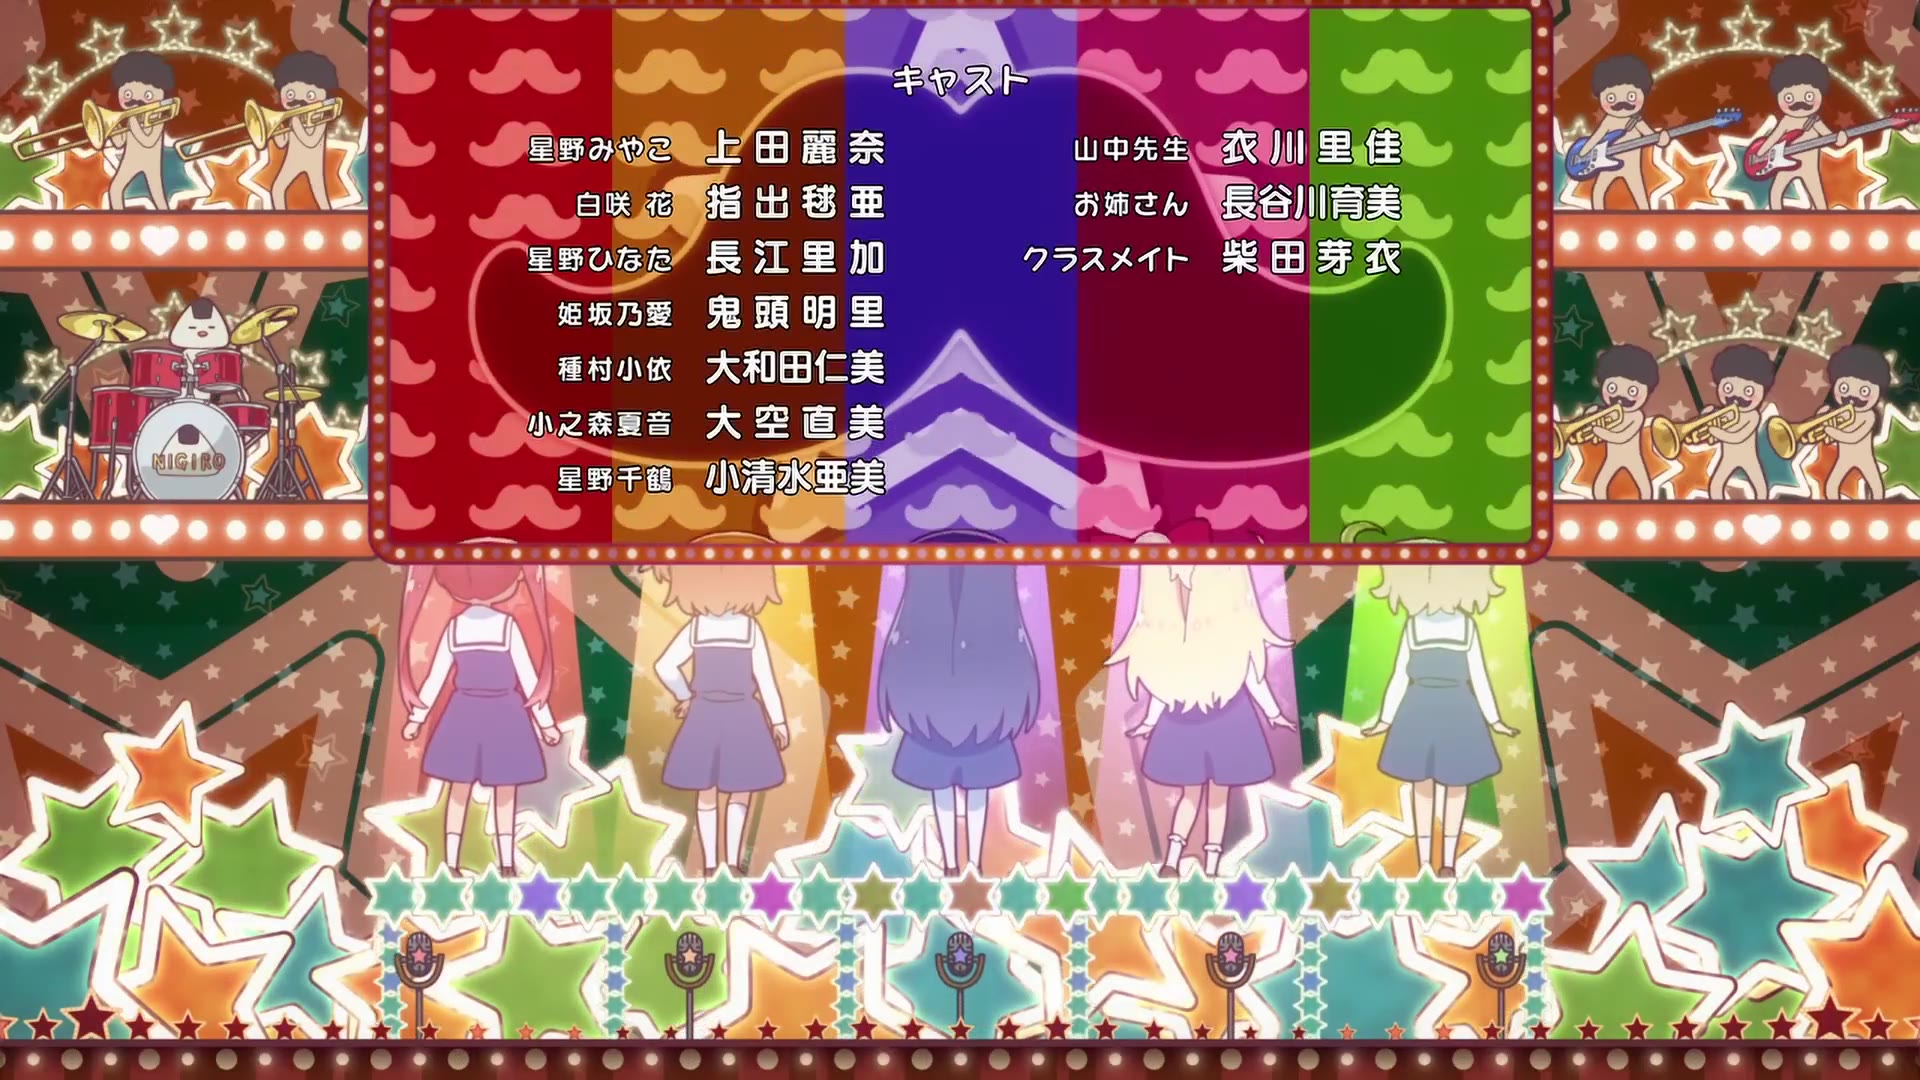 キャスト
星野みやこ 上田麗奈
白咲 花 指出毬亜
星野ひなた 長江里加
姫坂乃愛 鬼頭明里
種村小依 大和田仁美
小之森夏音 大空直美
星野千鶴 小清水亜美
山中先生 衣川里佳
お姉さん 長谷川育美
クラスメイト 柴田芽衣
NIGIRO